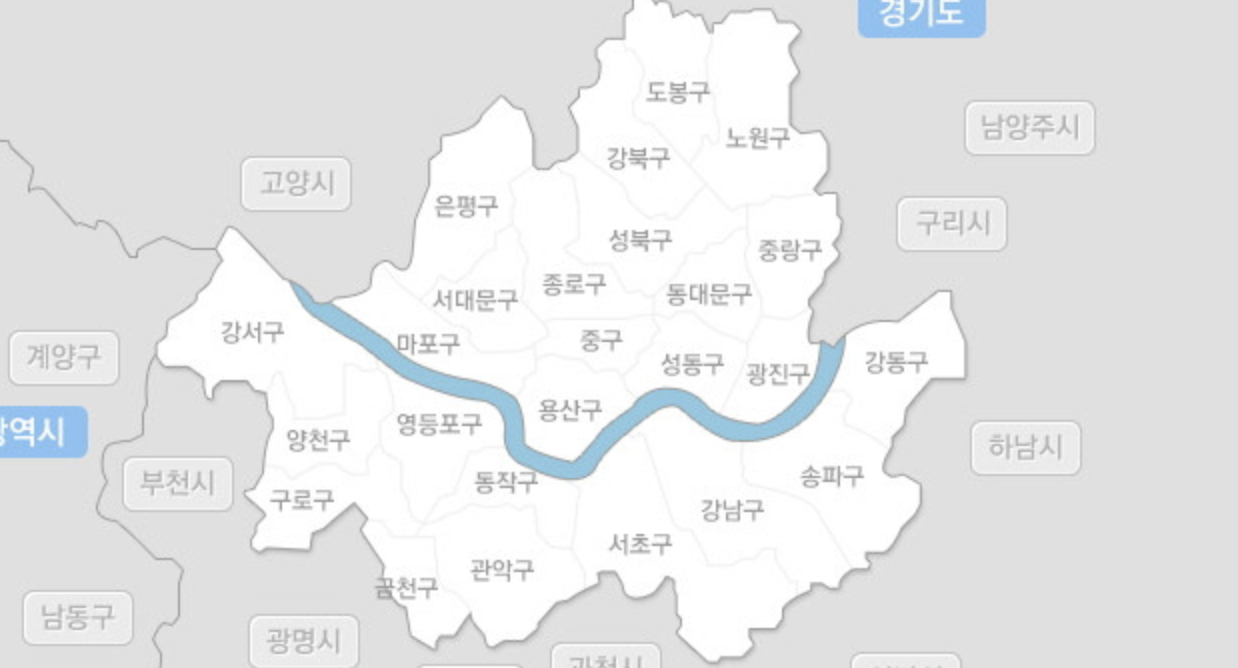 경기도
도봉구
남양주시
노원구
강북구
고양시
은평구
구리시
성북구
중랑구
종로구
동대문구
서대문구
강서구
중구
마포구
계양구
성동구
강동구
광진구
용산구
영등포구
역시
양천구
하남시
송파구
부천시
동작구
구로구
강남구
서초구
관악구
곰천구
남동구
광명시